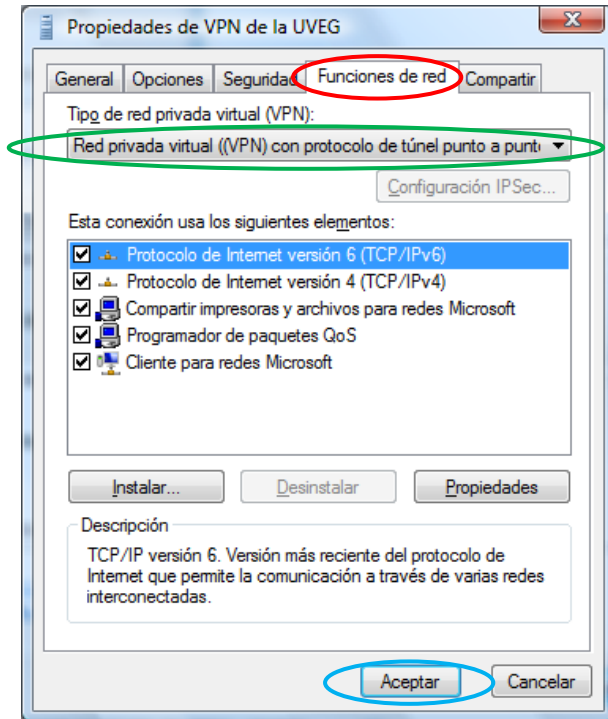 Propiedades de VPN de la UVEG
General Opciones Seguridad Funciones de red Compartir
Tipo de red privada virtual (VPN):
Red privada virtual ((VPN) con protocolo de túnel punto a punt
Configuración IPSec...
Esta conexión usa los siguientes elementos:
Protocolo de Internet versión 6 (TCP/IPv6)
Protocolo de Internet versión 4 (TCP/IPv4)
Compartir impresoras y archivos para redes Microsoft
Programador de paquetes QoS
Cliente para redes Microsoft
Instalar... Desinstalar Propiedades
Descripción
TCP/IP versión 6. Versión más reciente del protocolo de
Internet que permite la comunicación a través de varias redes
interconectadas.
Aceptar Cancelar